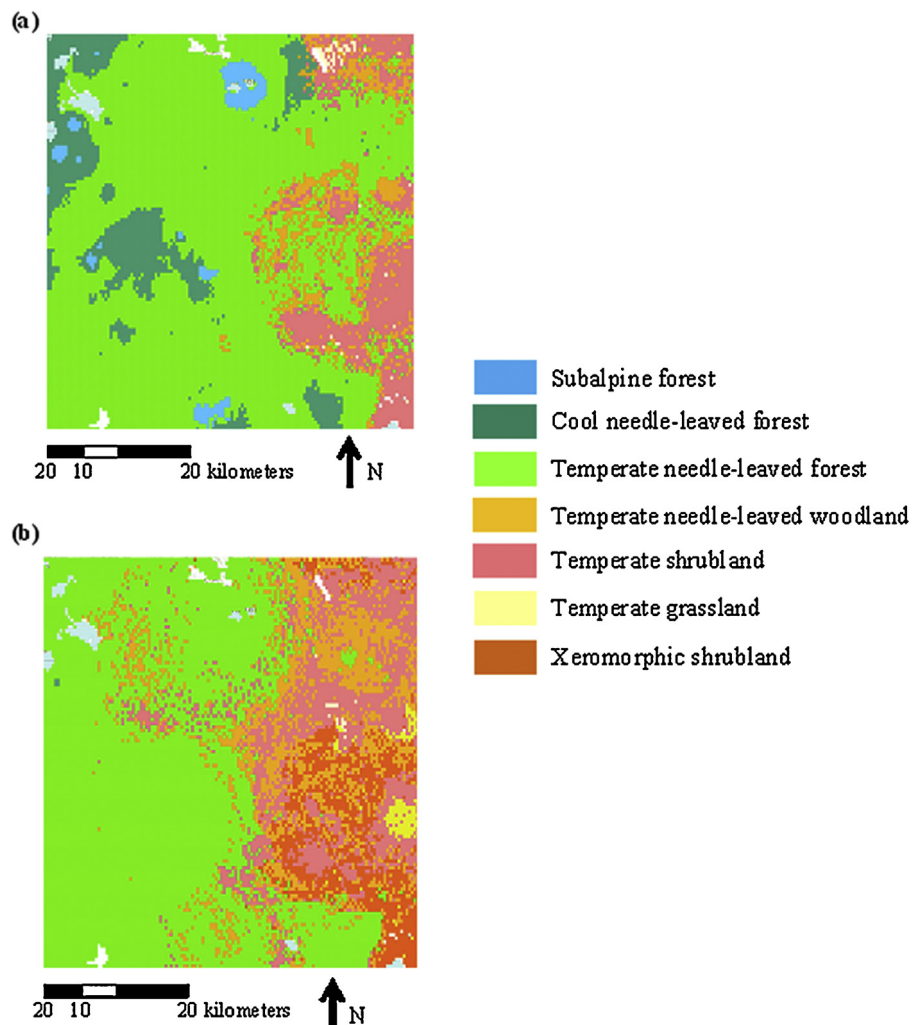 (a)
20 10 20 kilometers N
Subalpine forest
Cool needle-leaved forest
Temperate needle-leaved forest
Temperate needle-leaved woodland
Temperate shrubland
Temperate grassland
Xeromorphic shrubland
(b)
20 10 20 kilometers N